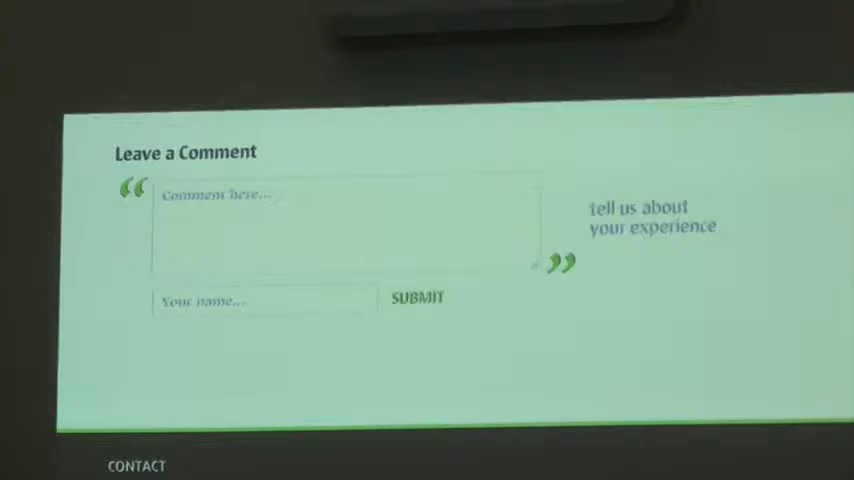 Leave a Comment
“
Comment here...
tell us about
your experience
”
Your name...
SUBMIT
CONTACT